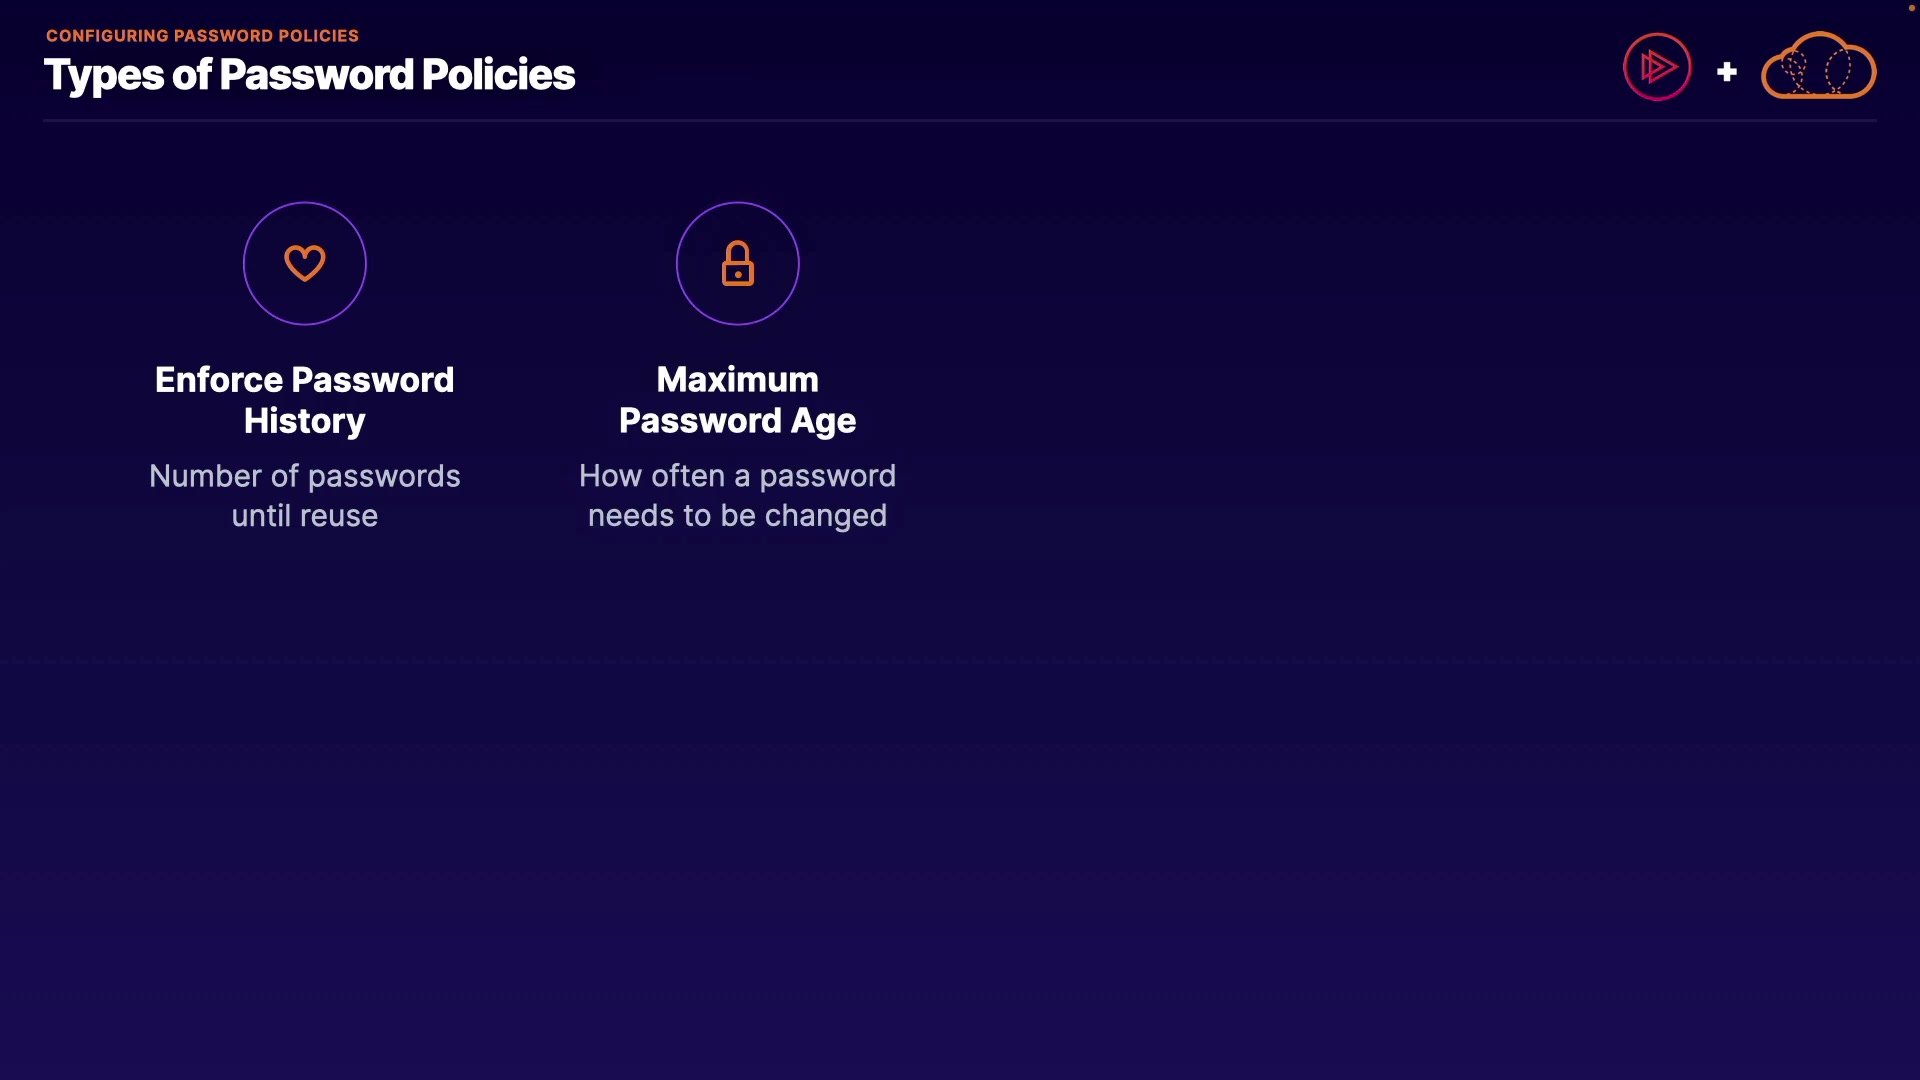 CONFIGURING PASSWORD POLICIES
Types of Password Policies
Enforce Password
History
Number of passwords
until reuse
Maximum
Password Age
How often a password
needs to be changed